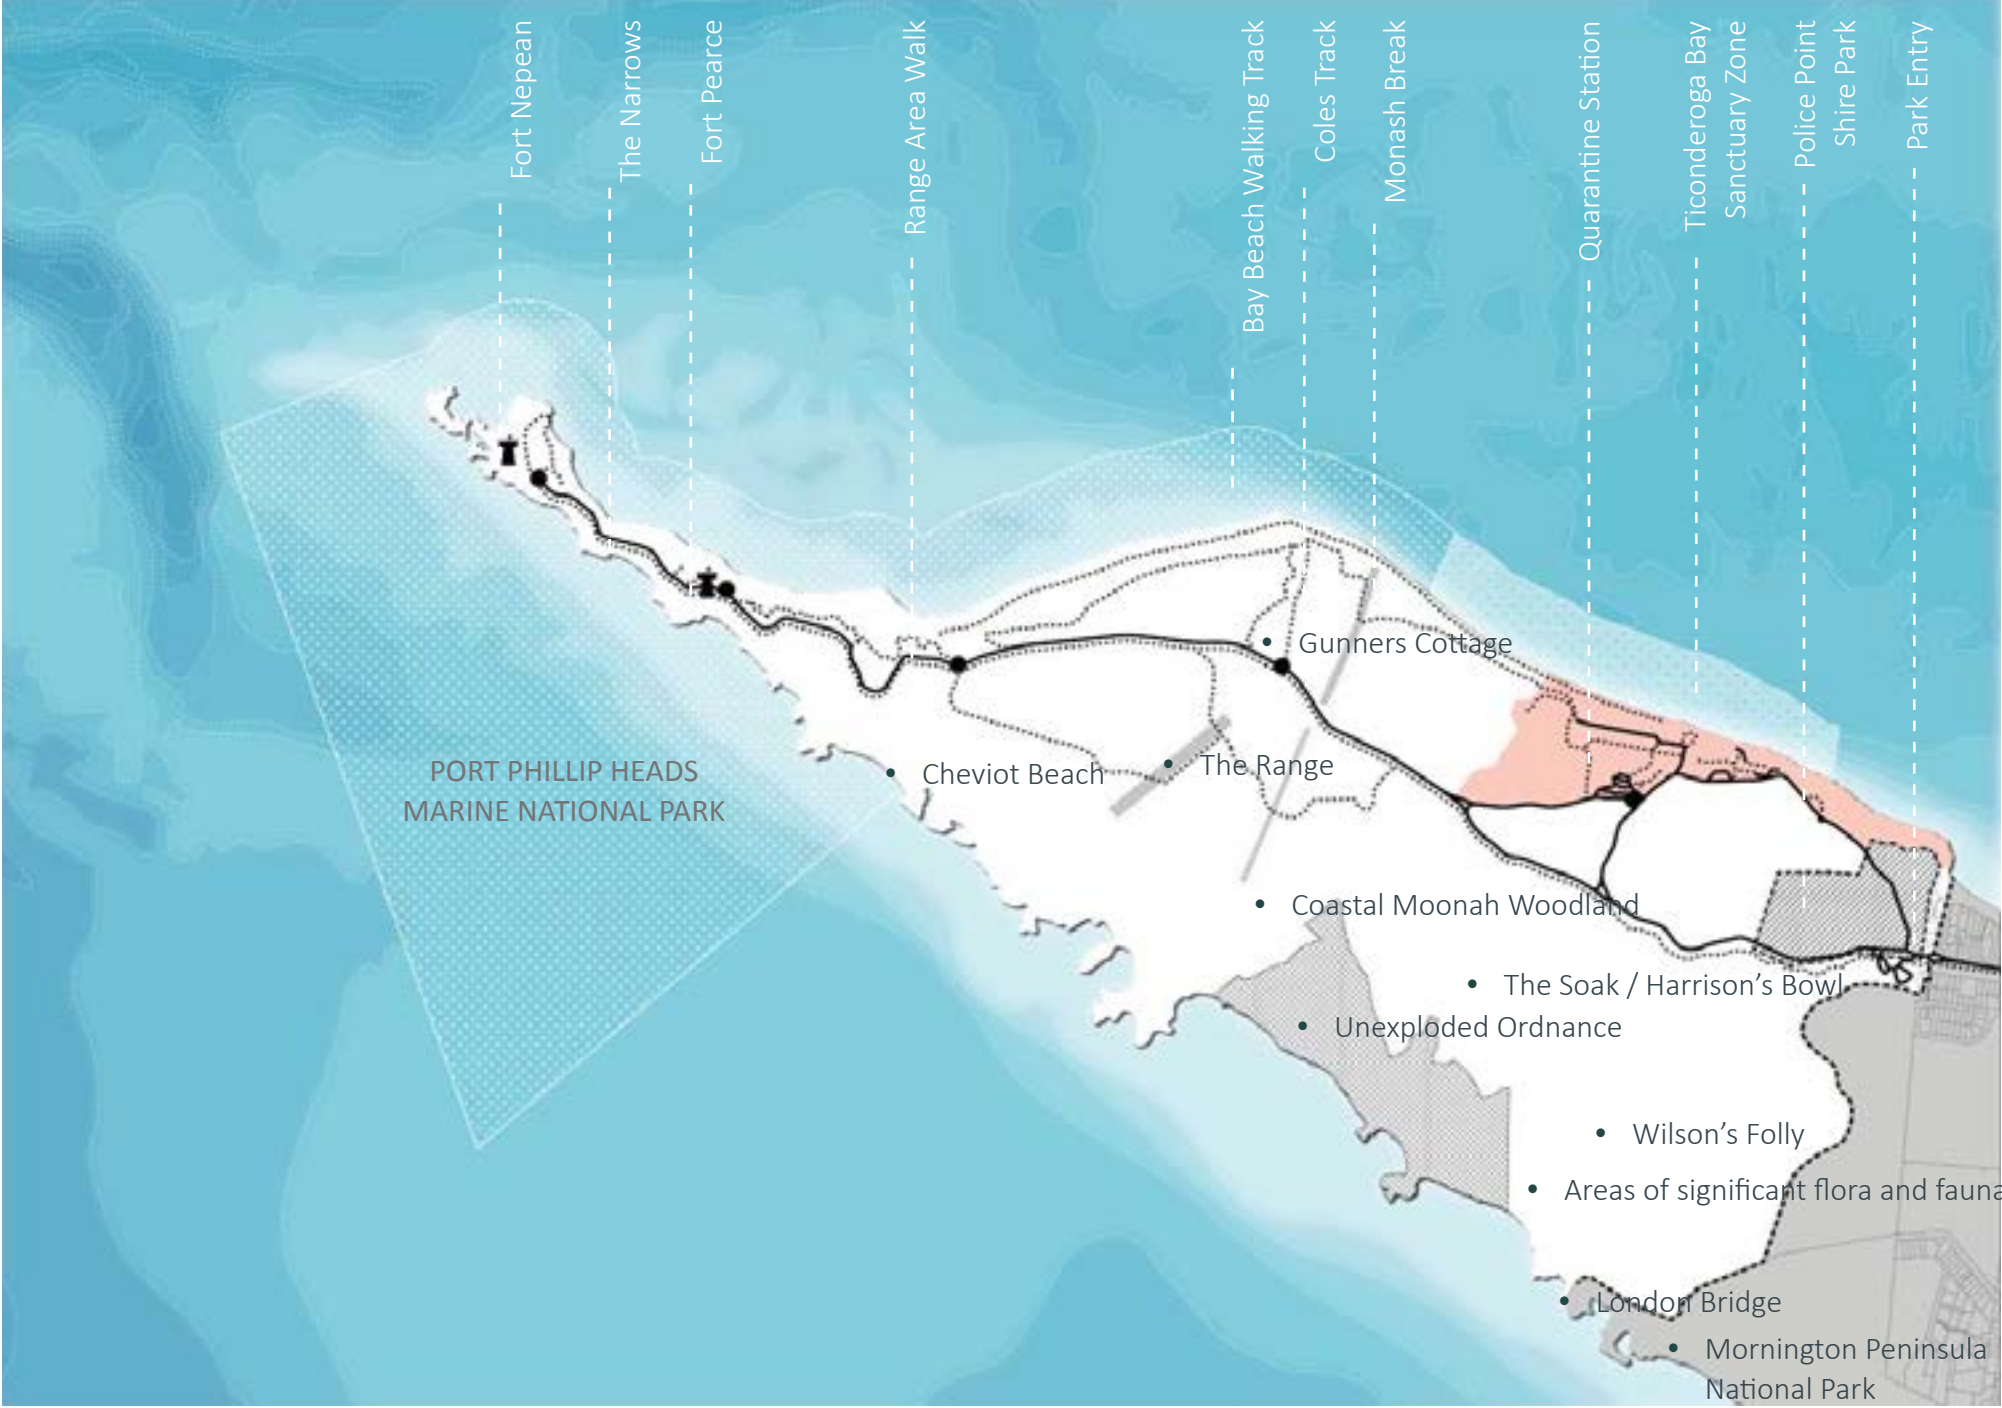 Fort Nepean
The Narrows
Fort Pearce
Range Area Walk
Bay Beach Walking Track
Coles Track
Monash Break
Quarantine Station
Ticonderoga Bay
Sanctuary Zone
Police Point
Shire Park
Park Entry
• Gunners Cottage
PORT PHILLIP HEADS
MARINE NATIONAL PARK
• Cheviot Beach
• The Range
• Coastal Moonah Woodland
• The Soak / Harrison’s Bowl
• Unexploded Ordnance
• Wilson’s Folly
• Areas of significant flora and fauna
• London Bridge
• Mornington Peninsula
National Park